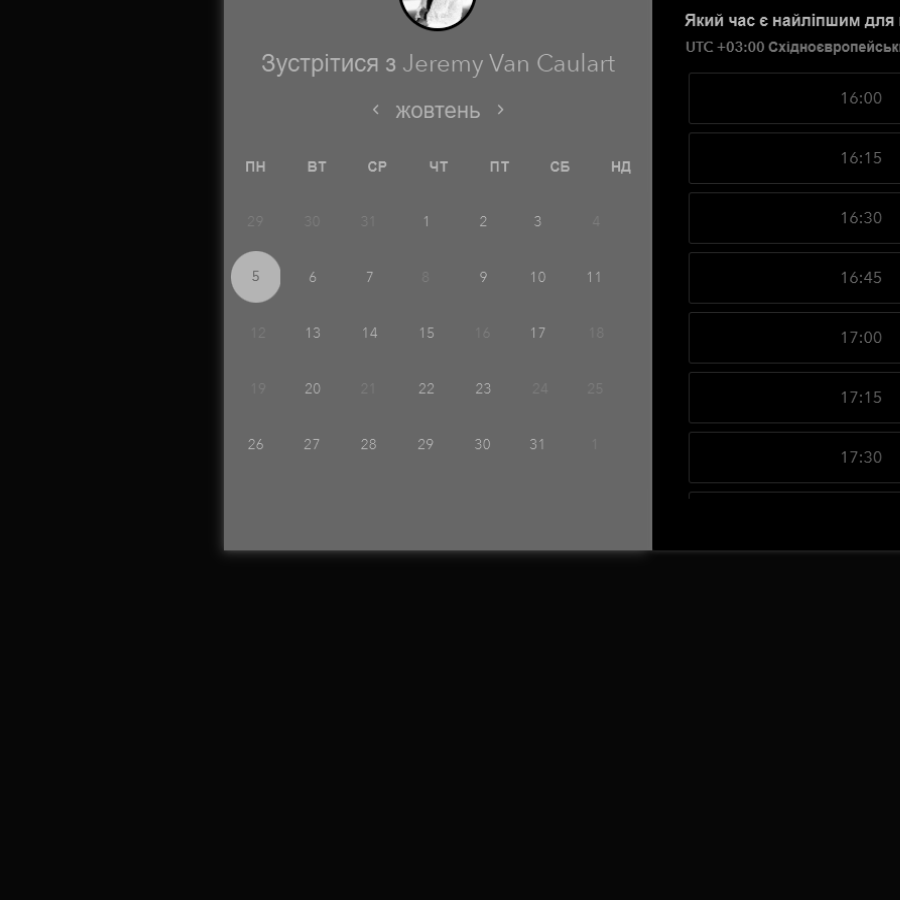 Зустрітися з Jeremy Van Caulart
жовтень
ПН ВТ СР ЧТ ПТ СБ НД
29 30 31 1 2 3 4
5 6 7 8 9 10 11
12 13 14 15 16 17 18
19 20 21 22 23 24 25
26 27 28 29 30 31 1
Який час є найліпшим для
UTC +03:00 Східноєвропейськ
16:00
16:15
16:30
16:45
17:00
17:15
17:30